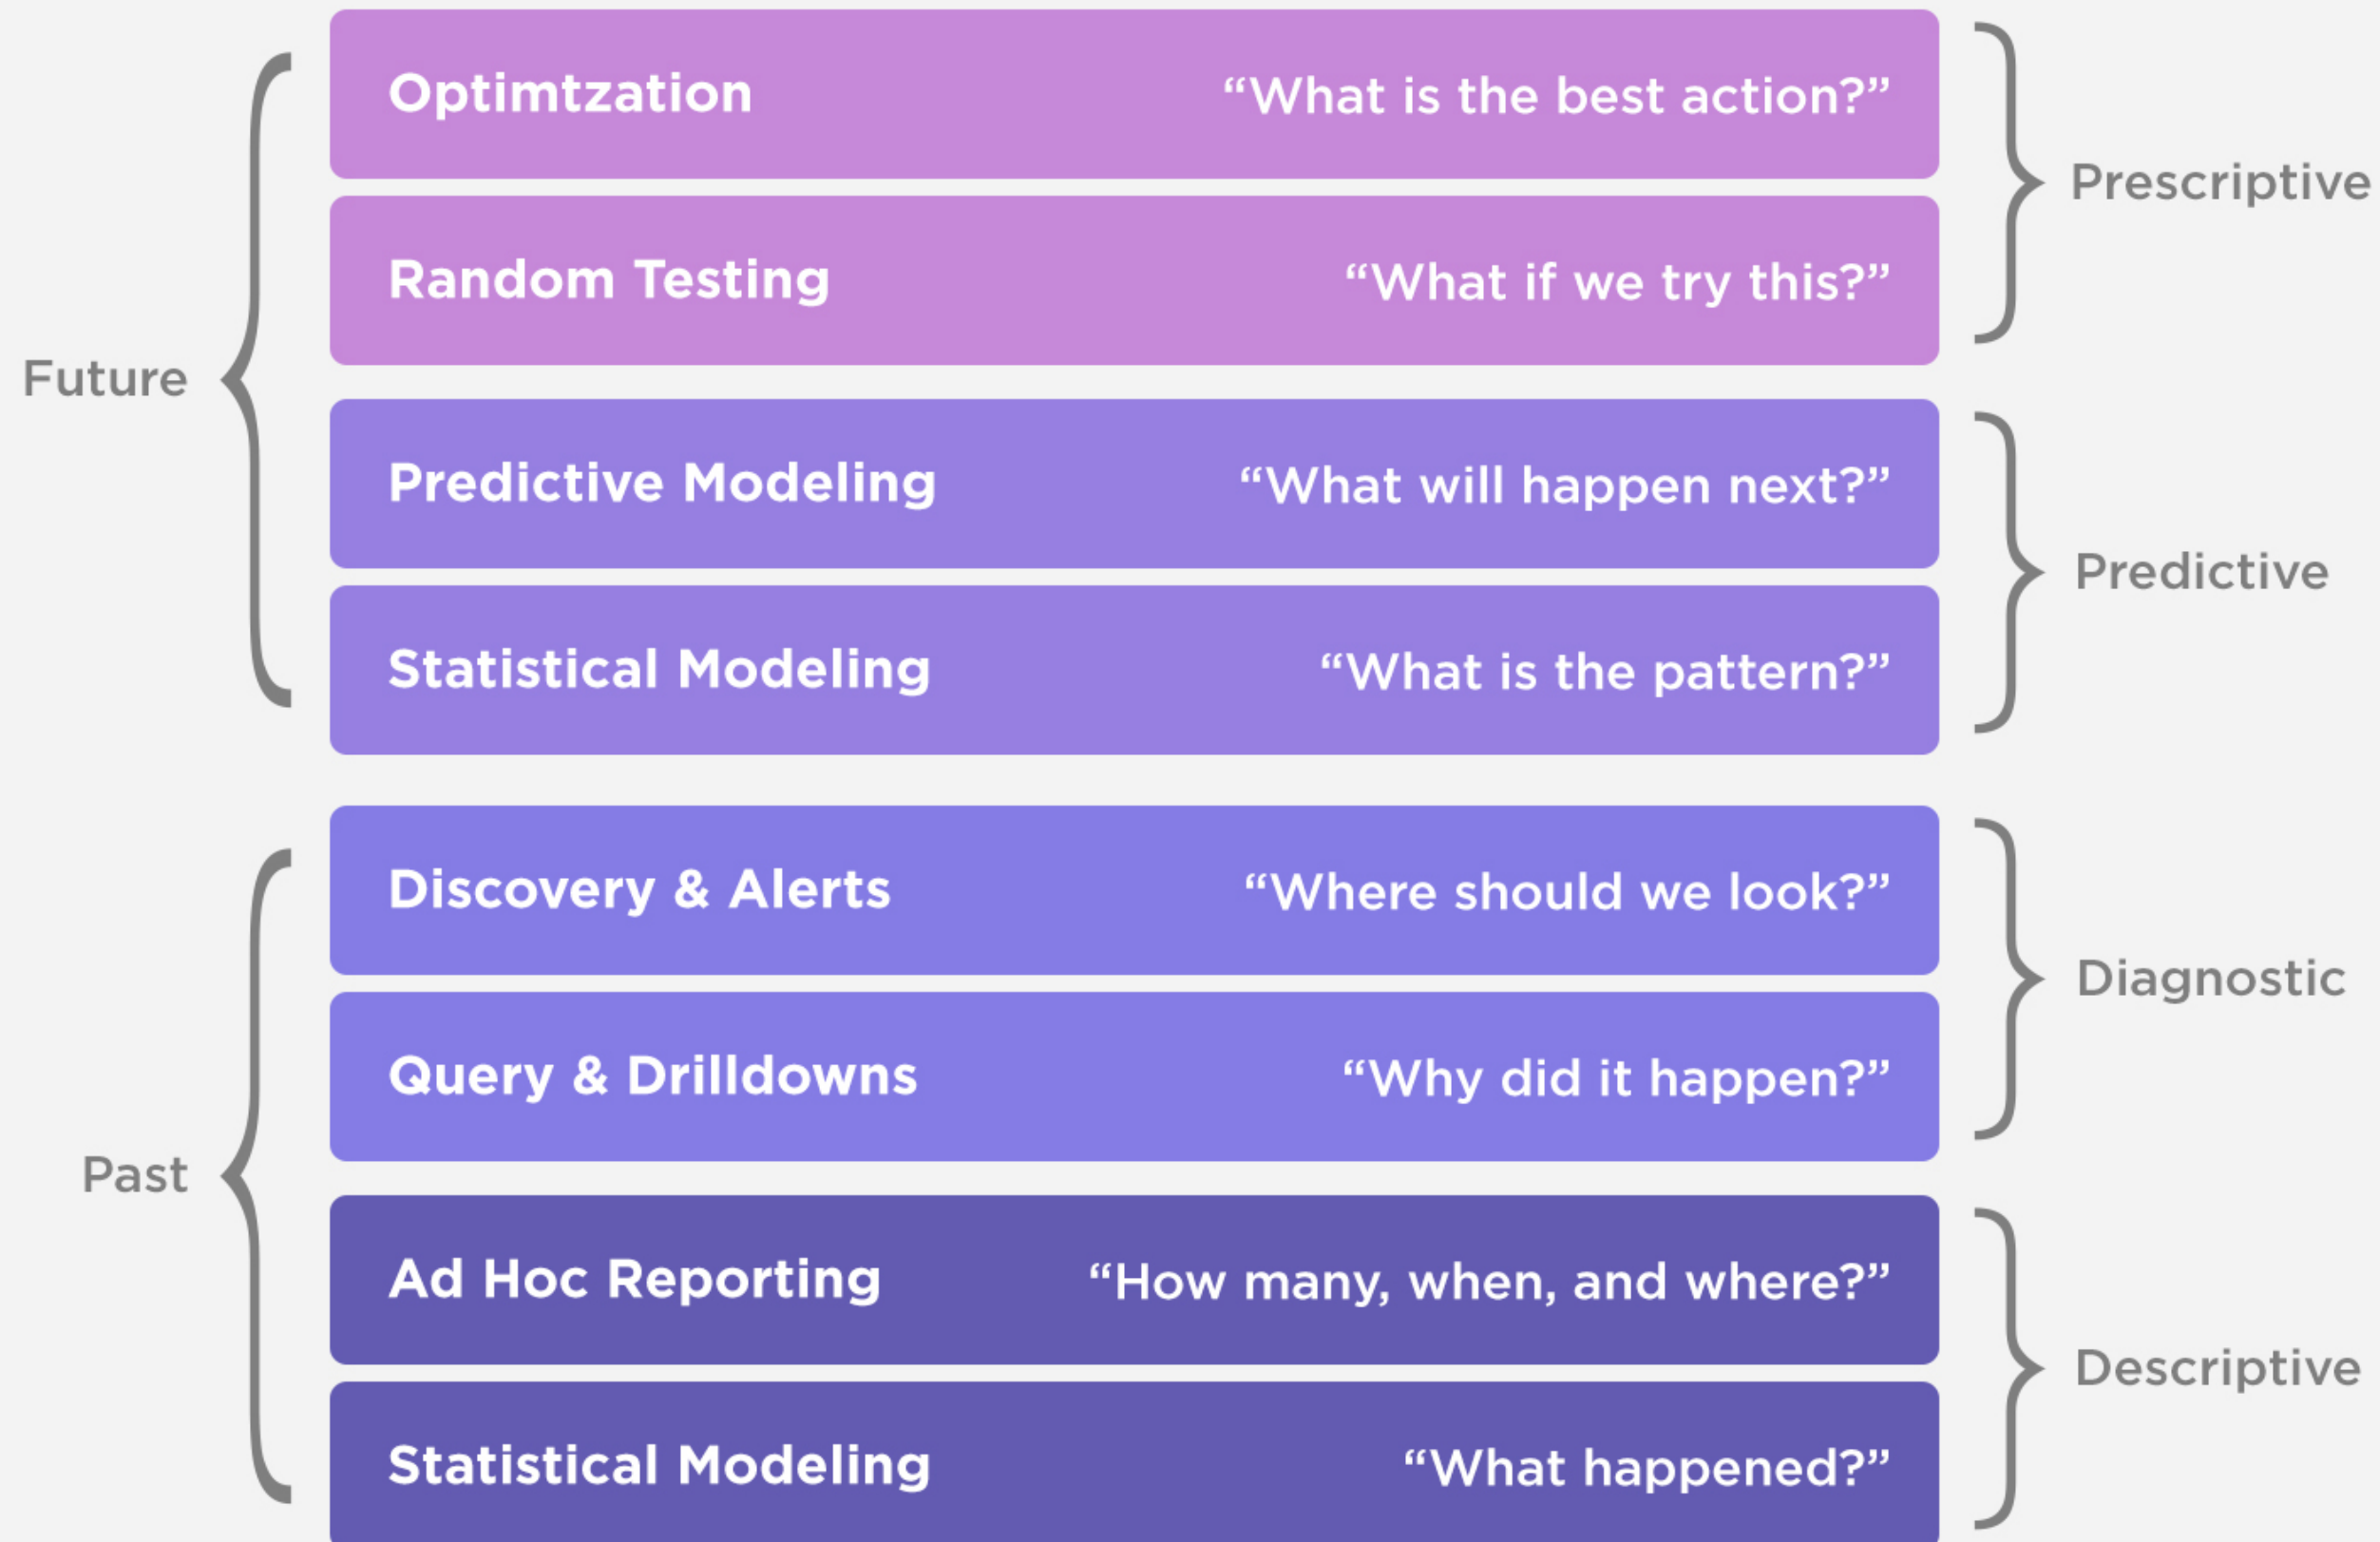 Optimtzation “What is the best action?”
Prescriptive
Random Testing “What if we try this?”
Future
Predictive Modeling “What will happen next?”
Predictive
Statistical Modeling “What is the pattern?”
Discovery & Alerts “Where should we look?”
Diagnostic
Query & Drilldowns “Why did it happen?”
Past
Ad Hoc Reporting “How many, when, and where?”
Descriptive
Statistical Modeling “What happened?”